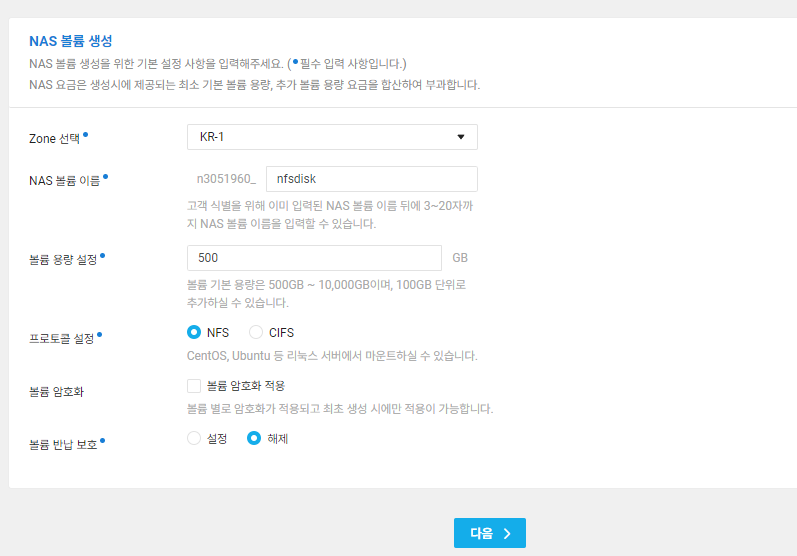 NAS 볼륨 생성
NAS 볼륨 생성을 위한 기본 설정 사항을 입력해주세요. (•필수 입력 사항입니다.)
NAS 요금은 생성시에 제공되는 최소 기본 볼륨 용량, 추가 볼륨 용량 요금을 합산하여 부과합니다.
Zone 선택•
KR-1
NAS 볼륨 이름•
n3051960_
nfsdisk
고객 식별을 위해 이미 입력된 NAS 볼륨 이름 뒤에 3~20자까
지 NAS 볼륨 이름을 입력할 수 있습니다.
볼륨 용량 설정•
500
GB
볼륨 기본 용량은 500GB ~ 10,000GB이며, 100GB 단위로
추가하실 수 있습니다.
프로토콜 설정•
NFS
CIFS
CentOS, Ubuntu 등 리눅스 서버에서 마운트하실 수 있습니다.
볼륨 암호화
볼륨 암호화 적용
볼륨 별로 암호화가 적용되고 최초 생성 시에만 적용이 가능합니다.
볼륨 반납 보호•
설정
해제
다음 >